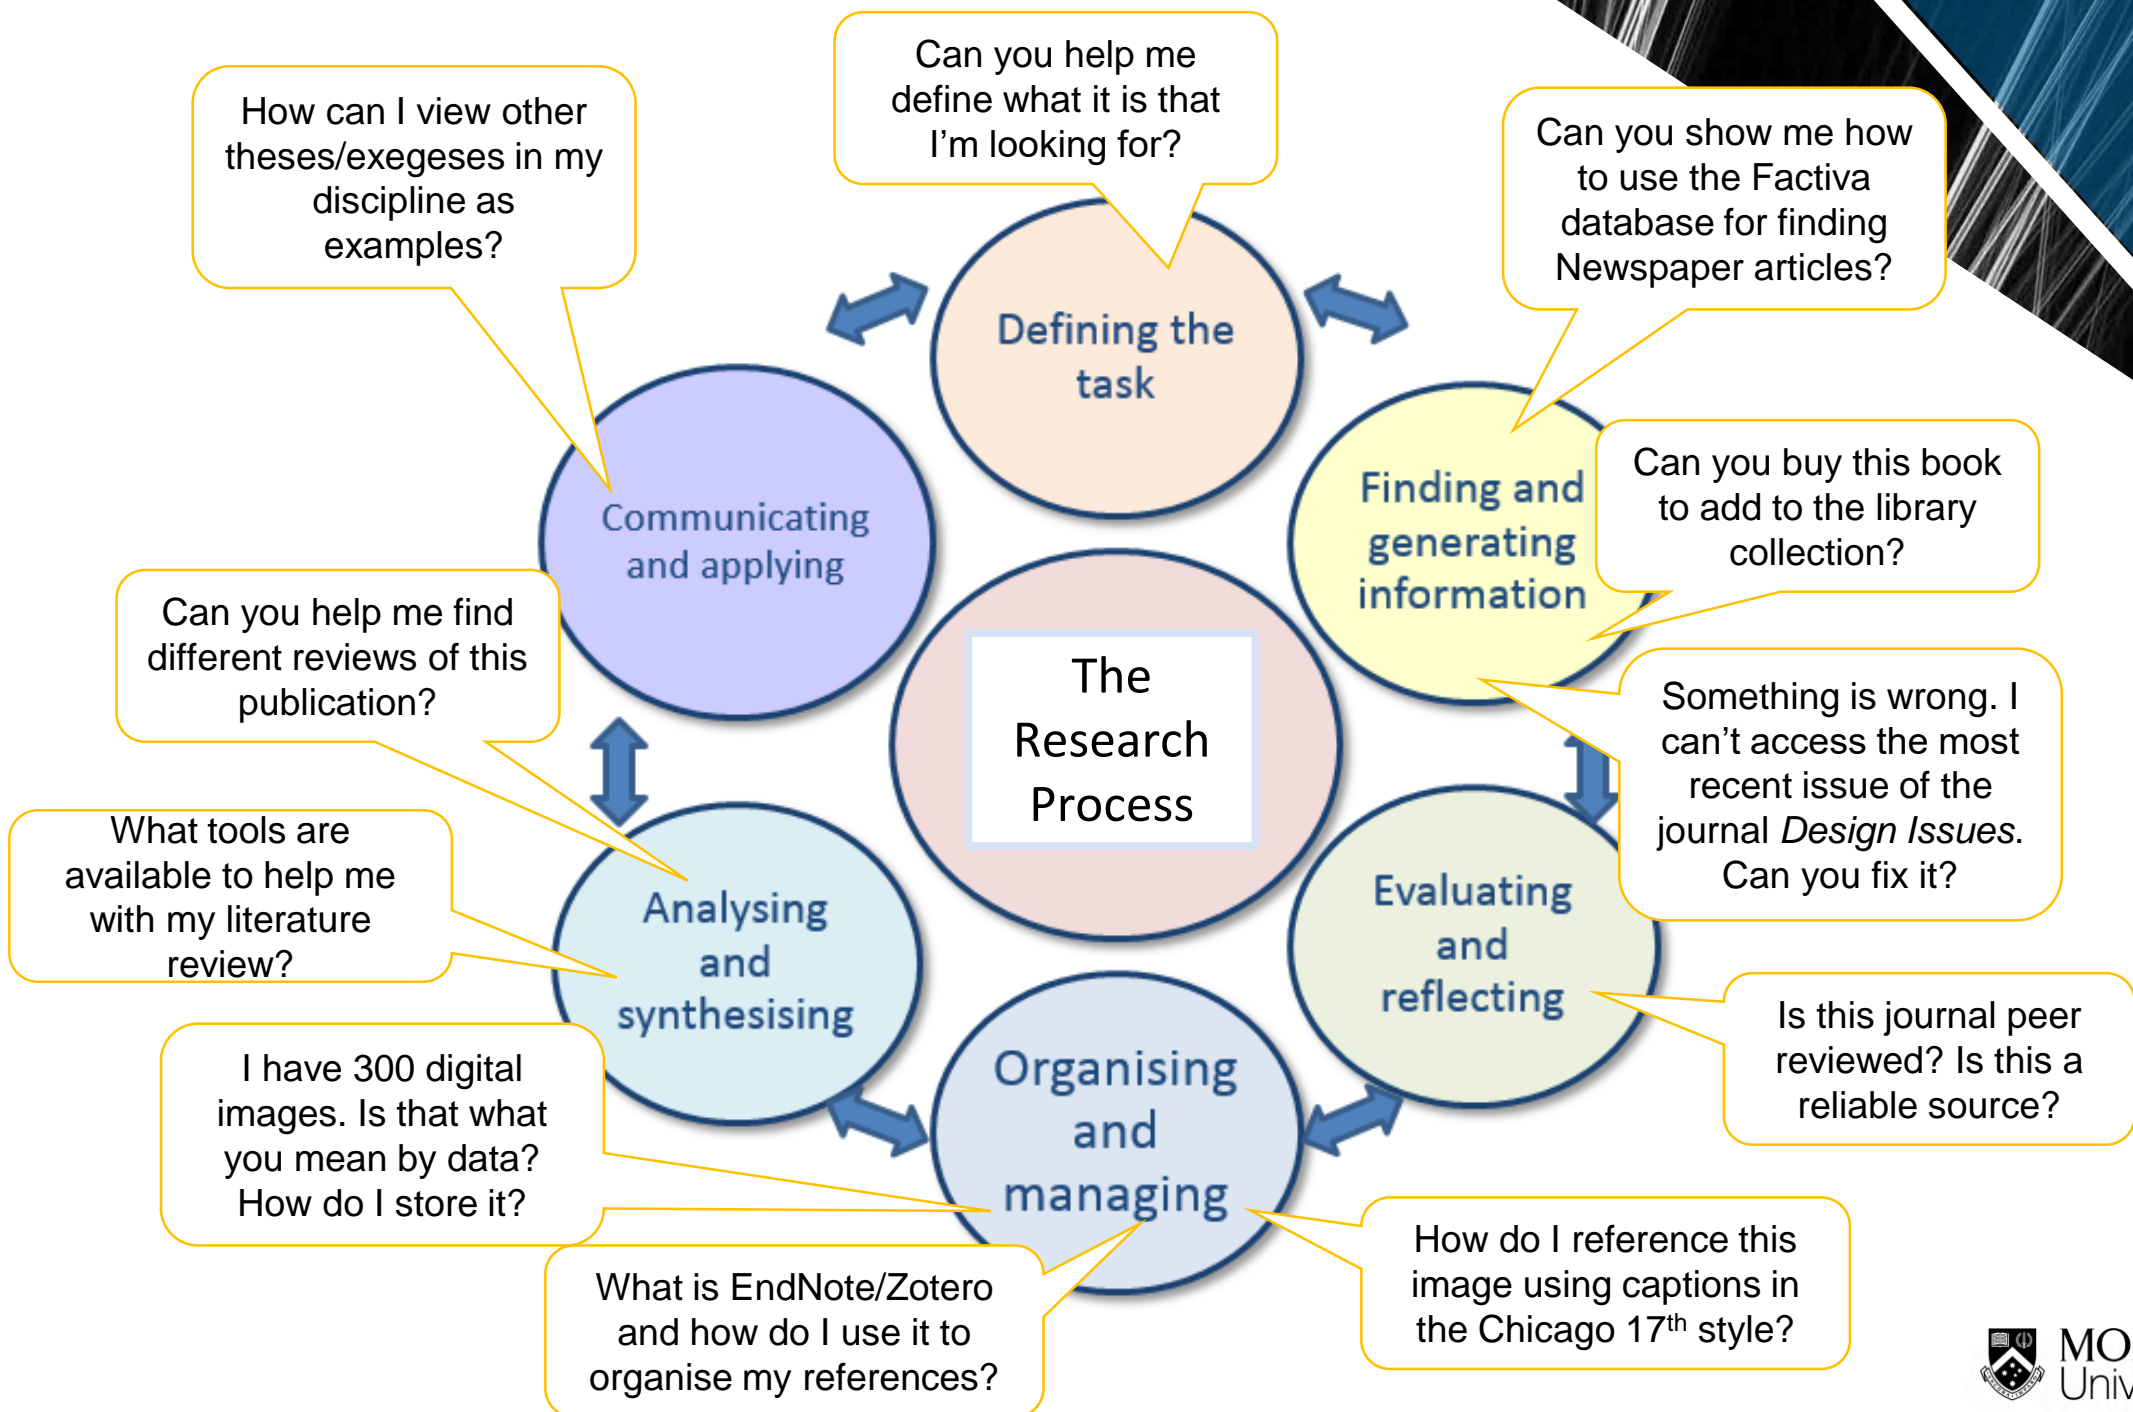 Can you help me
define what it is that
I'm looking for?
How can I view other
theses/exegeses in my
discipline as
examples?
Can you show me how
to use the Factiva
database for finding
Newspaper articles?
Defining the
task
Communicating
and applying
Finding and
generating
information
Can you buy this book
to add to the library
collection?
Can you help me find
different reviews of this
publication?
The
Research
Process
Something is wrong. I
can't access the most
recent issue of the
journal Design Issues.
Can you fix it?
What tools are
available to help me
with my literature
review?
Analysing
and
synthesising
Evaluating
and
reflecting
Is this journal peer
reviewed? Is this a
reliable source?
I have 300 digital
images. Is that what
you mean by data?
How do I store it?
Organising
and
managing
What is EndNote/Zotero
and how do I use it to
organise my references?
How do I reference this
image using captions in
the Chicago 17th style?
MO
Univ